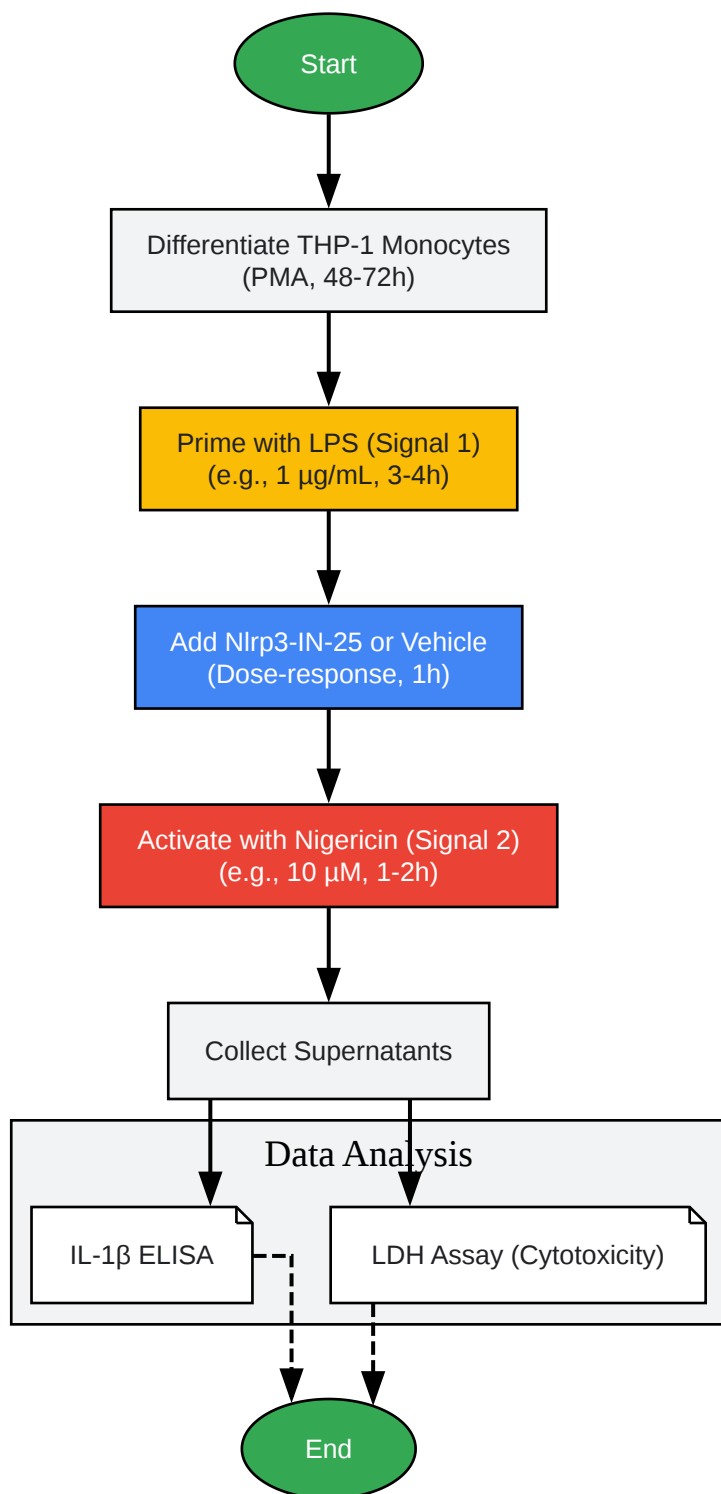 Start
Differentiate THP-1 Monocytes
(PMA, 48-72h)
Prime with LPS (Signal 1)
(e.g., 1 µg/mL, 3-4h)
Add Nlrp3-IN-25 or Vehicle
(Dose-response, 1h)
Activate with Nigericin (Signal 2)
(e.g., 10 µM, 1-2h)
Collect Supernatants
Data Analysis
IL-1β ELISA
LDH Assay (Cytotoxicity)
End